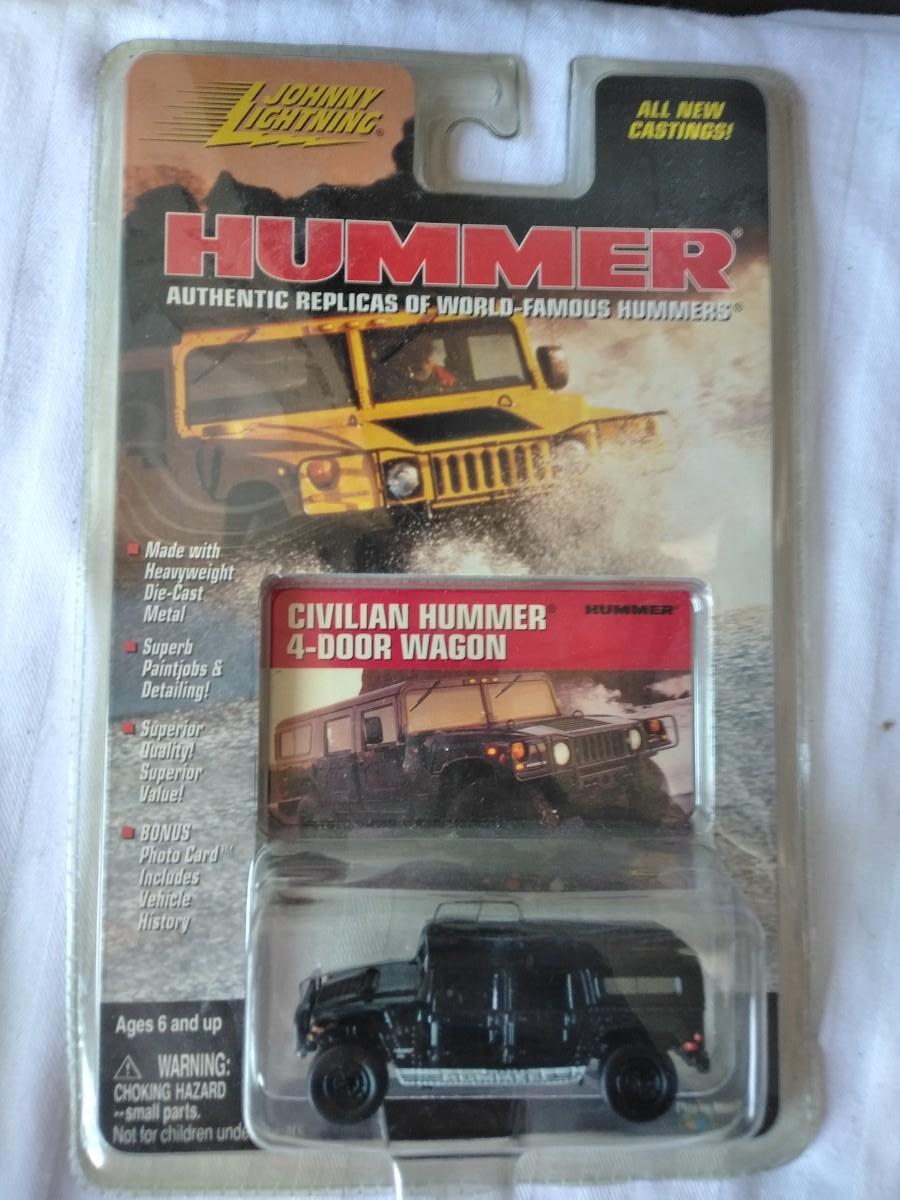 JOHNNY
LIGHTNING®
ALL NEW
CASTINGS!
HUMMER®
AUTHENTIC REPLICAS OF WORLD-FAMOUS HUMMERS®
Made with
Heavyweight
Die-Cast
Metal
Superb
Paintjobs &
Detailing!
Superior
Quality!
Superior
Value!
BONUS
Photo Card™
Includes
Vehicle
History
CIVILIAN HUMMER®
4-DOOR WAGON
HUMMER®
Ages 6 and up
WARNING:
CHOKING HAZARD
--small parts.
Not for children